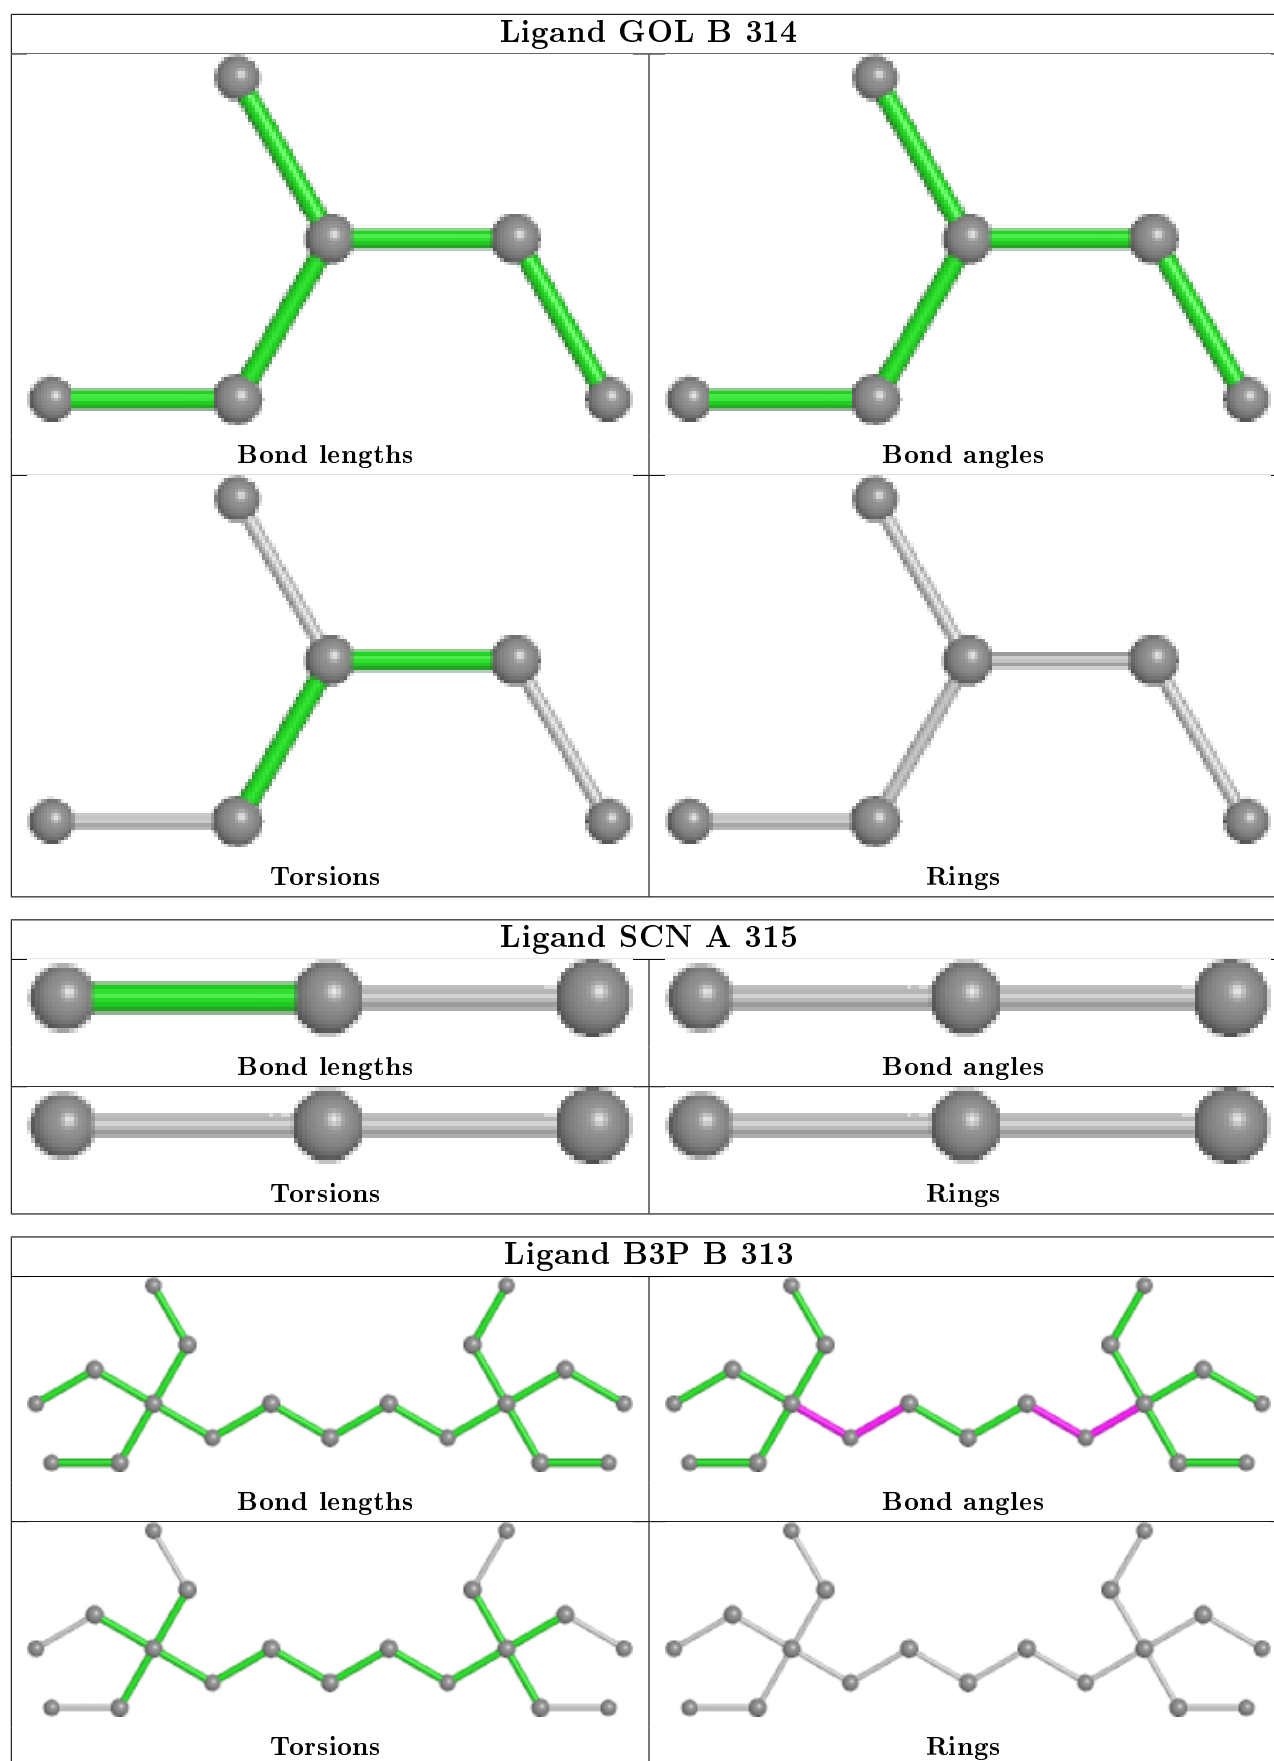 Ligand GOL B 314
Bond lengths
Bond angles
Torsions
Rings
Ligand SCN A 315
Bond lengths
Bond angles
Torsions
Rings
Ligand B3P B 313
Bond lengths
Bond angles
Torsions
Rings